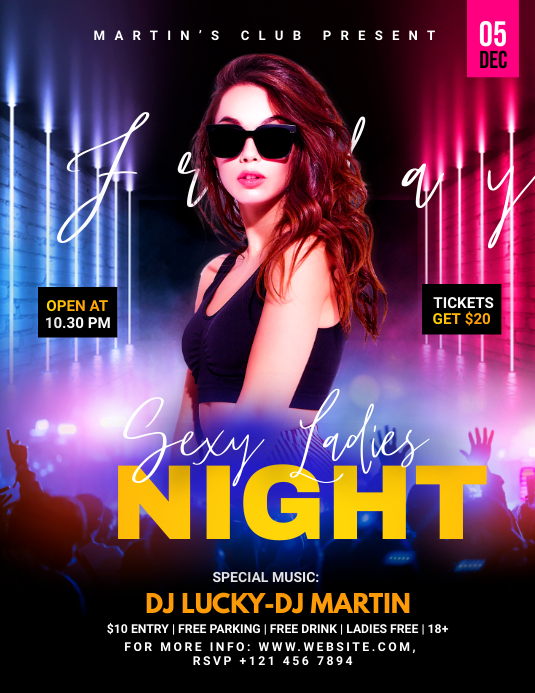 MARTIN'S CLUB PRESENT
05
DEC
Friday
OPEN AT
10.30 PM
TICKETS
GET $20
Sexy Ladies
NIGHT
SPECIAL MUSIC:
DJ LUCKY-DJ MARTIN
$10 ENTRY | FREE PARKING | FREE DRINK | LADIES FREE | 18+
FOR MORE INFO: WWW.WEBSITE.COM,
RSVP +121 456 7894